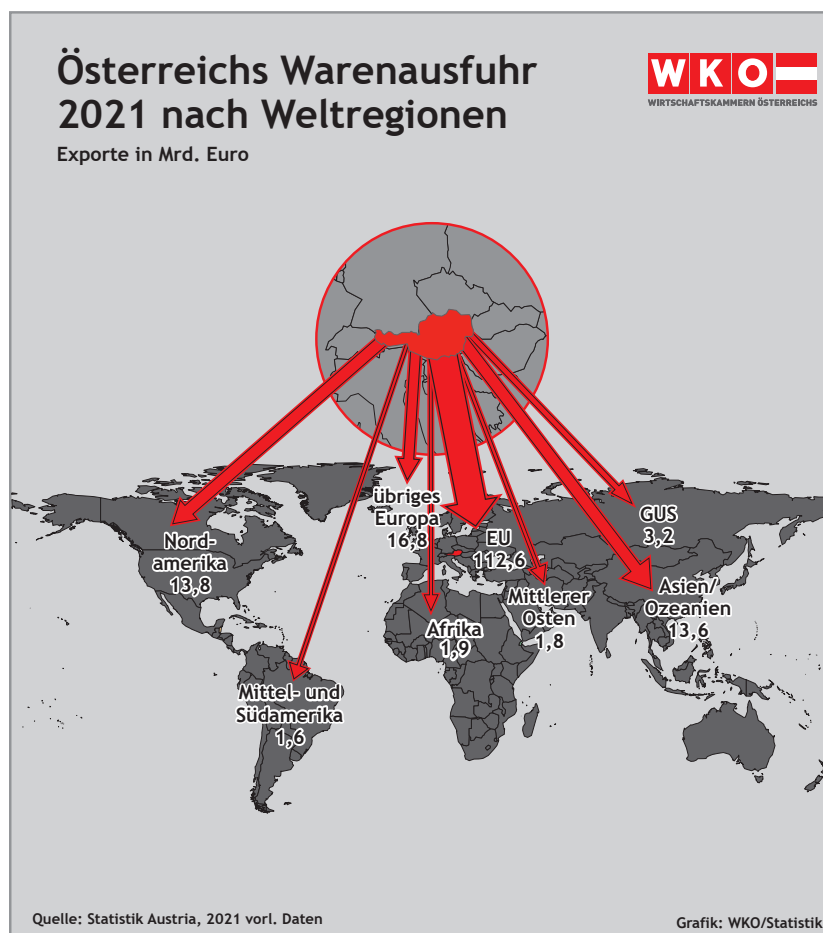 Österreichs Warenausfuhr
2021 nach Weltregionen
Exporte in Mrd. Euro
WKO
WIRTSCHAFTSKAMMERN ÖSTERREICHS
übriges
Europa
16,8
EU
112,6
GUS
3,2
Nord-
amerika
13,8
Mittlerer
Osten
1,8
Asien/
Ozeanien
13,6
Afrika
1,9
Mittel- und
Südamerika
1,6
Quelle: Statistik Austria, 2021 vorl. Daten
Grafik: WKO/Statistik